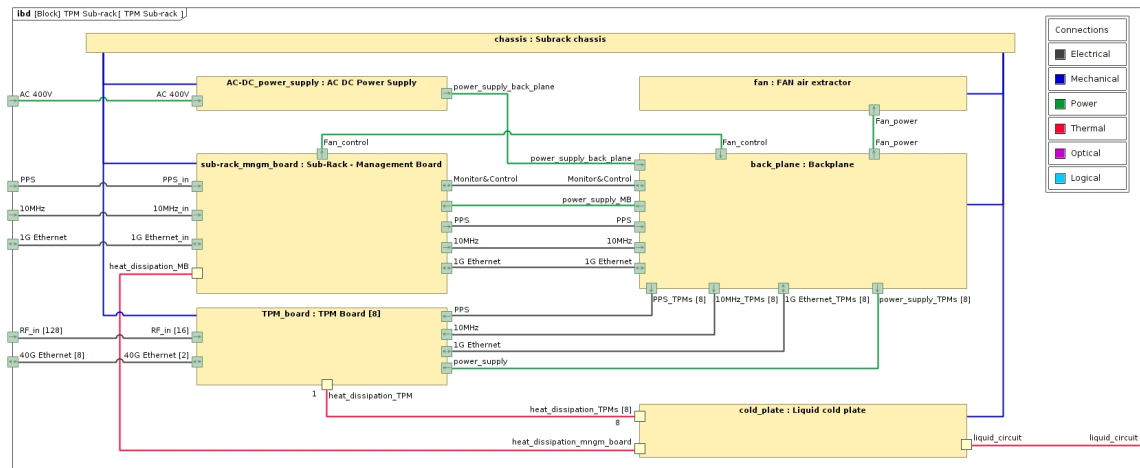 ibd [Block] TPM Sub-rack[ TPM Sub-rack ]
chassis : Subrack chassis
Connections
Electrical
Mechanical
Power
Thermal
Optical
Logical
AC-DC_power_supply : AC DC Power Supply
AC 400V
AC 400V
power_supply_back_plane
fan : FAN air extractor
Fan_power
Fan_control
Fan_control
Fan_power
sub-rack_mngm_board : Sub-Rack - Management Board
power_supply_back_plane
back_plane : Backplane
PPS
PPS_in
Monitor&Control
Monitor&Control
power_supply_MB
10MHz
10MHz_in
PPS
PPS
1G Ethernet
1G Ethernet_in
10MHz
10MHz
1G Ethernet
1G Ethernet
heat_dissipation_MB
PPS_TPMs [8]
10MHz_TPMs [8]
1G Ethernet_TPMs [8]
power_supply_TPMs [8]
TPM_board : TPM Board [8]
PPS
RF_in [128]
RF_in [16]
10MHz
1G Ethernet
40G Ethernet [8]
40G Ethernet [2]
power_supply
1
heat_dissipation_TPM
heat_dissipation_TPMs [8]
8
cold_plate : Liquid cold plate
heat_dissipation_mngm_board
liquid_circuit
liquid_circuit